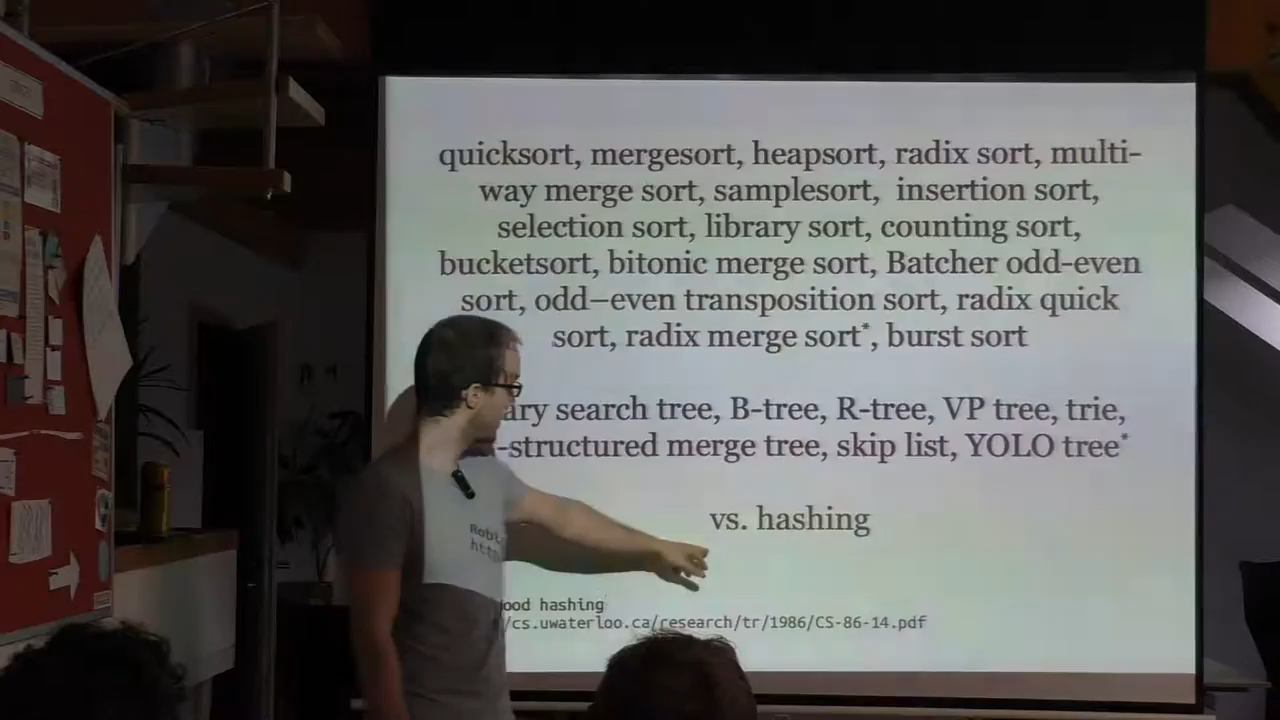 quicksort, mergesort, heapsort, radix sort, multi-
way merge sort, samplesort, insertion sort,
selection sort, library sort, counting sort,
bucketsort, bitonic merge sort, Batcher odd-even
sort, odd–even transposition sort, radix quick
sort, radix merge sort*, burst sort
ary search tree, B-tree, R-tree, VP tree, trie,
-structured merge tree, skip list, YOLO tree*
vs. hashing
ood hashing
/cs.uwaterloo.ca/research/tr/1986/CS-86-14.pdf